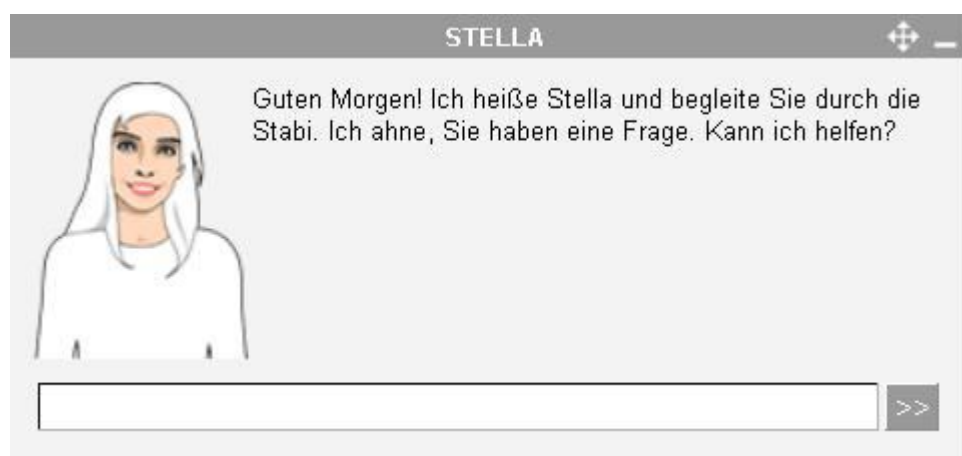 STELLA
Guten Morgen! Ich heiße Stella und begleite Sie durch die
Stabi. Ich ahne, Sie haben eine Frage. Kann ich helfen?
>>